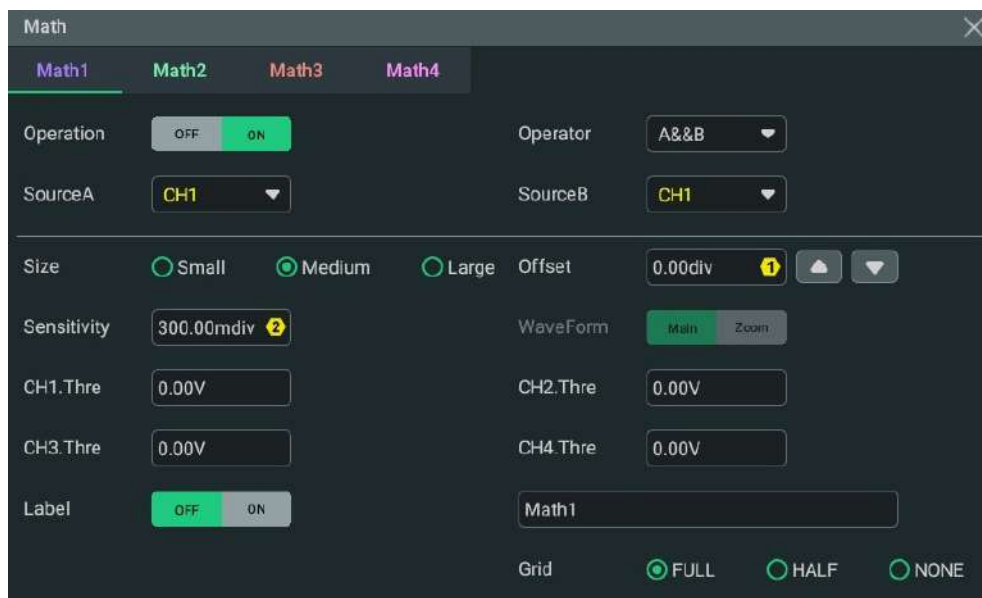 Math
Math1 Math2 Math3 Math4
Operation OFF ON Operator A&&B
SourceA CH1 SourceB CH1
Size Small Medium Large Offset 0.00div 1
Sensitivity 300.00mdiv 2 WaveForm Main Zoom
CH1.Thre 0.00V CH2.Thre 0.00V
CH3.Thre 0.00V CH4.Thre 0.00V
Label OFF ON Math1
Grid FULL HALF NONE